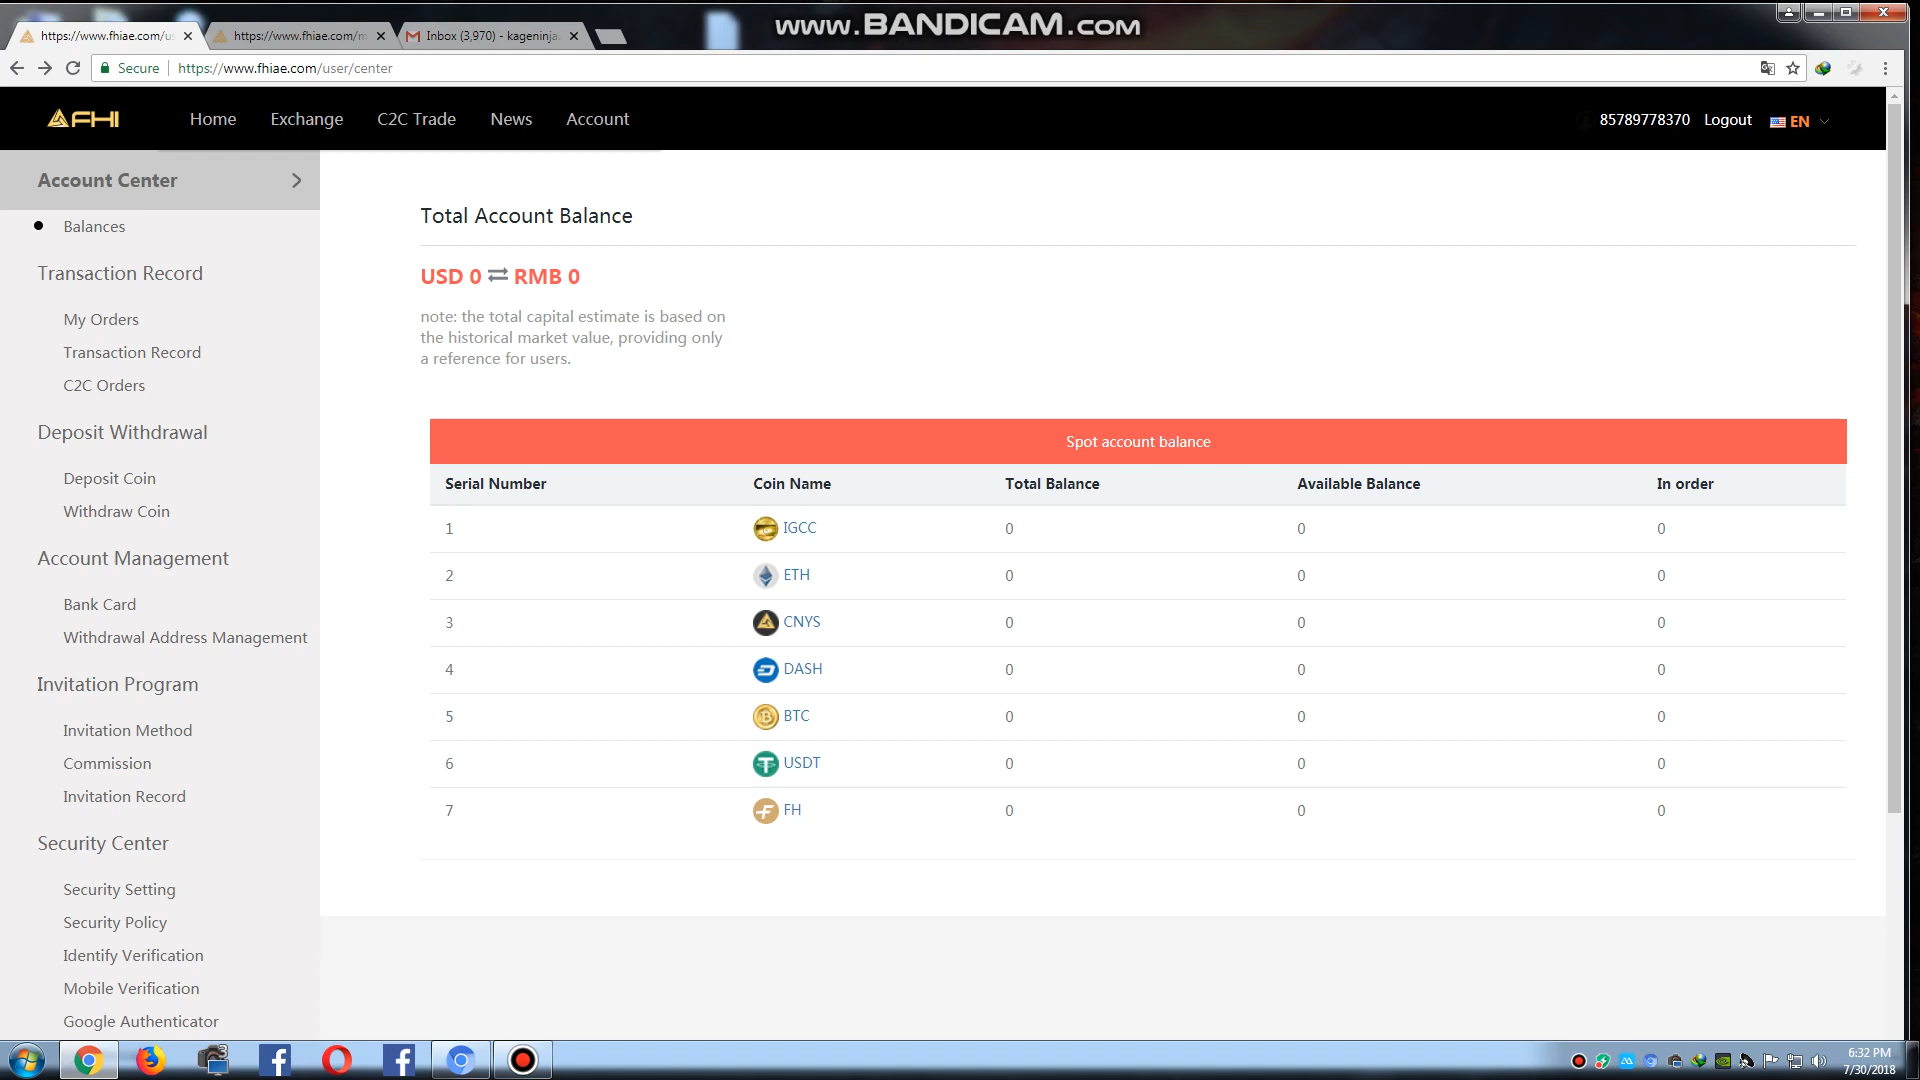 www.BANDICAM.com
https://www.fhiae.com/us
https://www.fhiae.com/m
Inbox (3,970) - kageninja
Secure
https://www.fhiae.com/user/center
FHI
Home
Exchange
C2C Trade
News
Account
85789778370
Logout
EN
Account Center
Balances
Transaction Record
My Orders
Transaction Record
C2C Orders
Deposit Withdrawal
Deposit Coin
Withdraw Coin
Account Management
Bank Card
Withdrawal Address Management
Invitation Program
Invitation Method
Commission
Invitation Record
Security Center
Security Setting
Security Policy
Identify Verification
Mobile Verification
Google Authenticator
Total Account Balance
USD 0 ⇄ RMB 0
note: the total capital estimate is based on
the historical market value, providing only
a reference for users.
Spot account balance
Serial Number Coin Name Total Balance Available Balance In order
1 IGCC 0 0 0
2 ETH 0 0 0
3 CNYS 0 0 0
4 DASH 0 0 0
5 BTC 0 0 0
6 USDT 0 0 0
7 FH 0 0 0
6:32 PM
7/30/2018